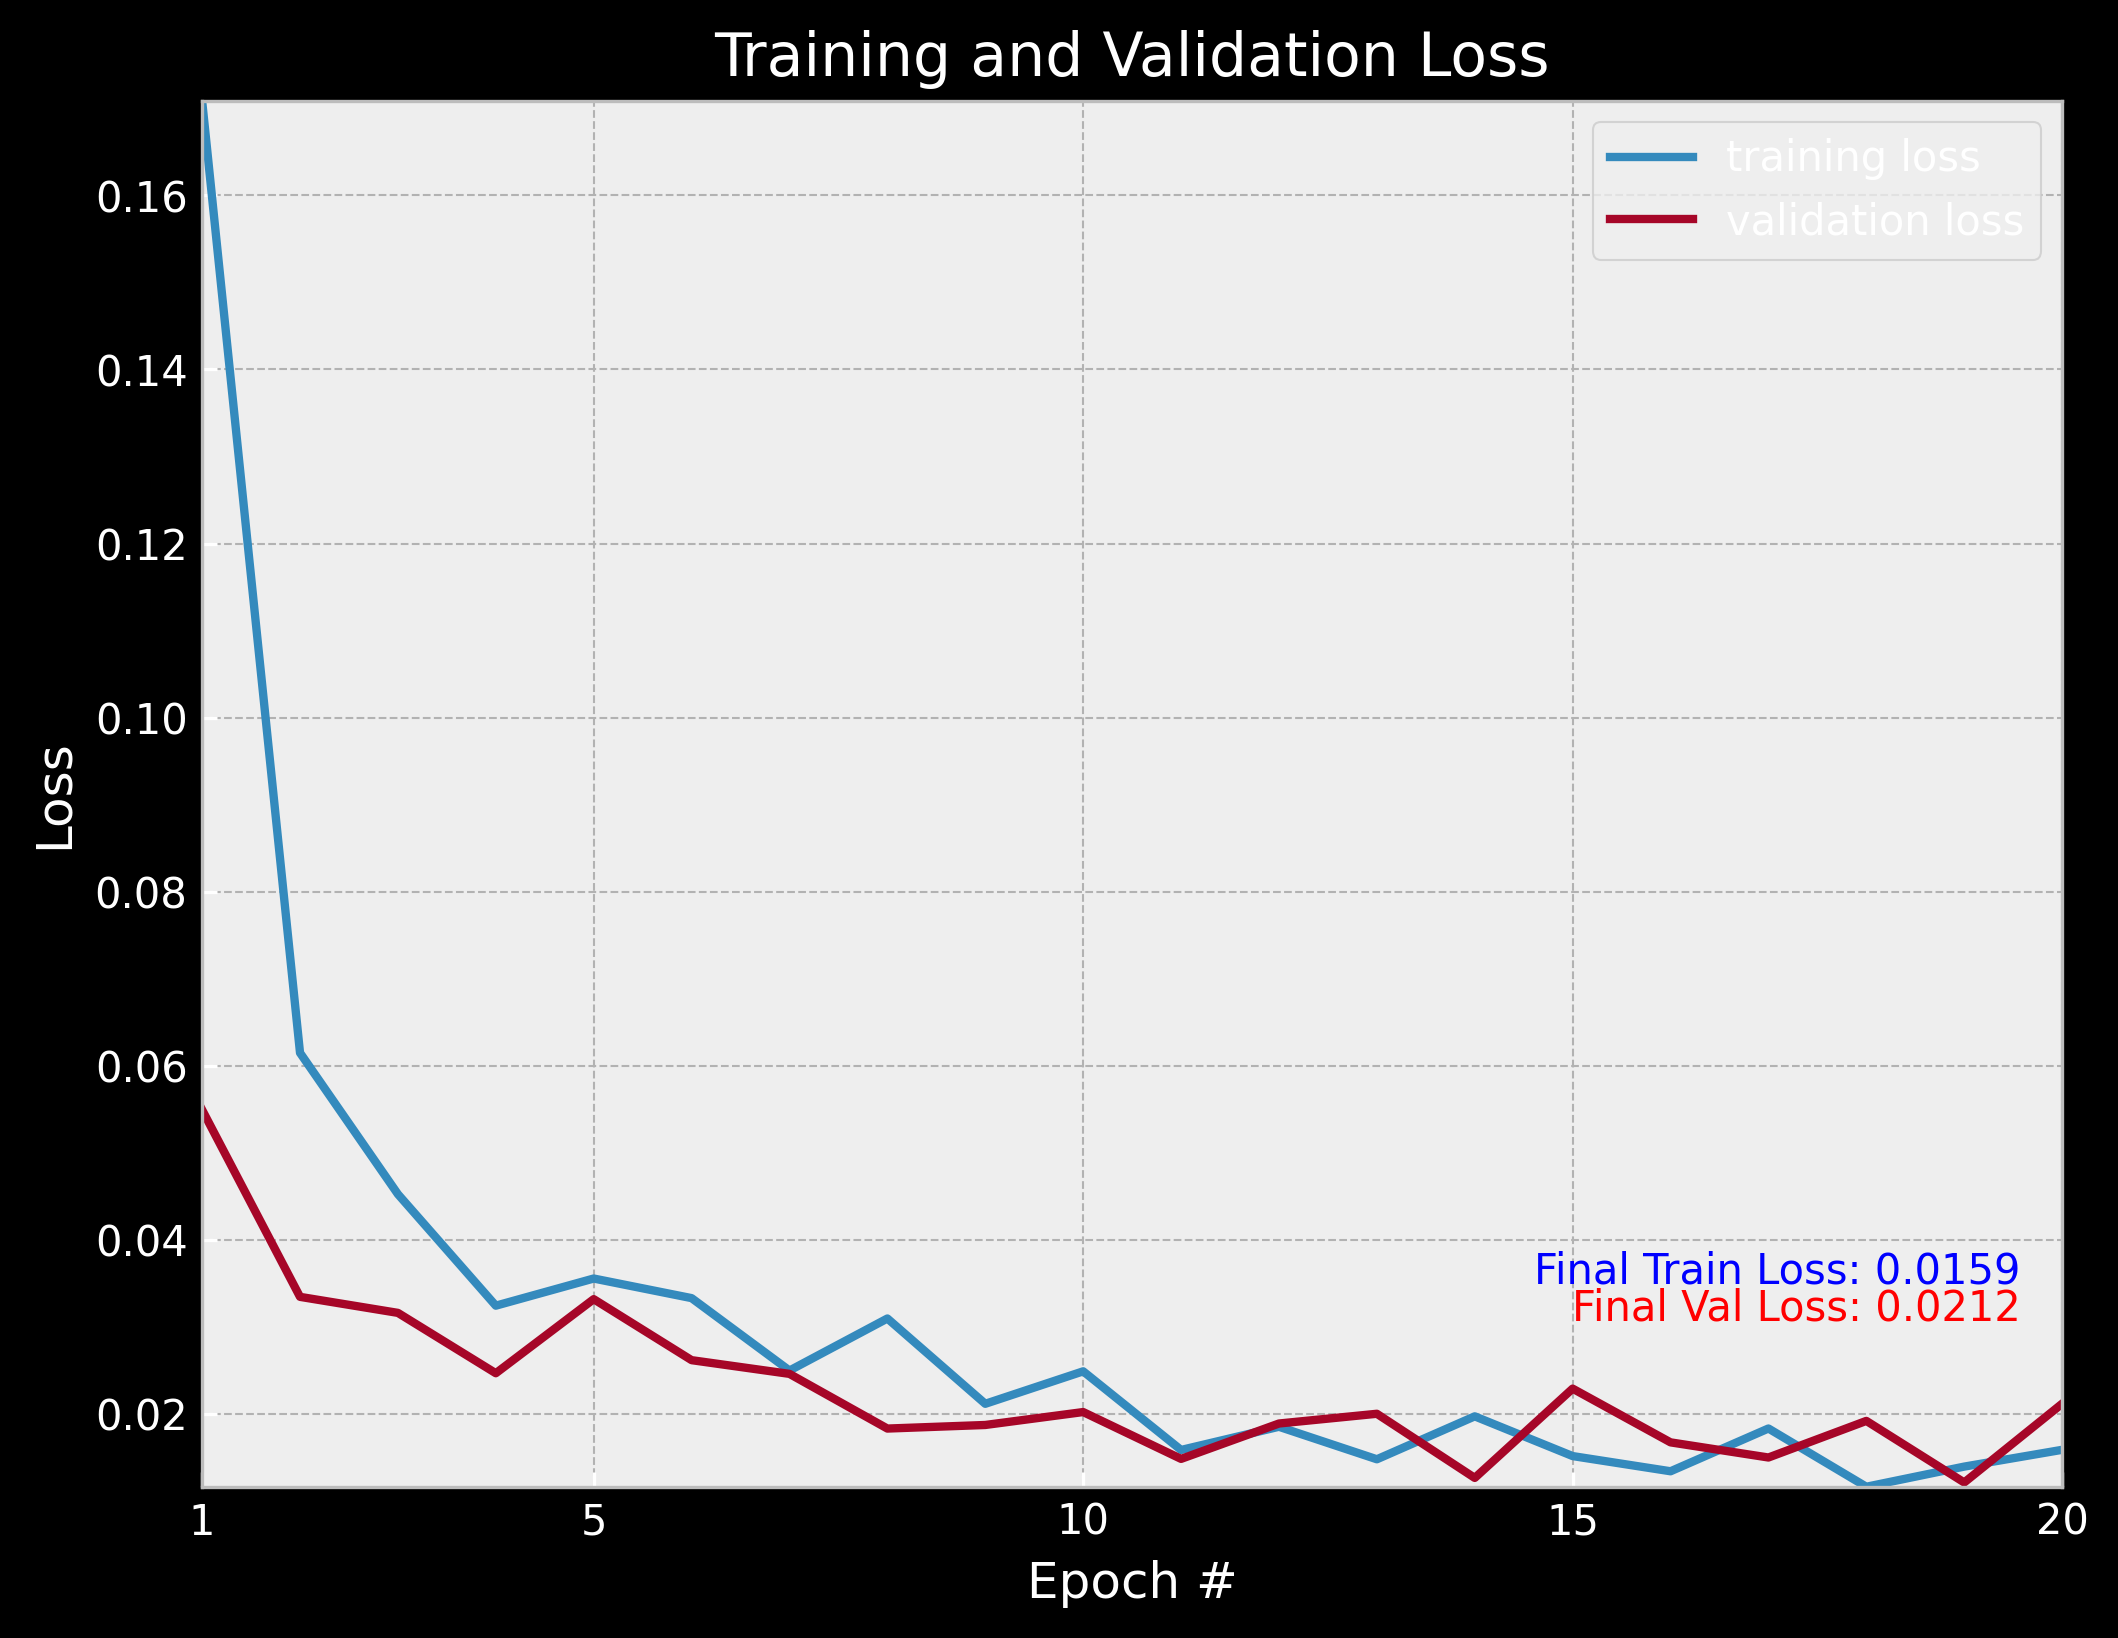 Training and Validation Loss
training loss
validation loss
0.16
0.14
0.12
0.10
0.08
0.06
0.04
0.02
Loss
Final Train Loss: 0.0159
Final Val Loss: 0.0212
1 5 10 15 20
Epoch #